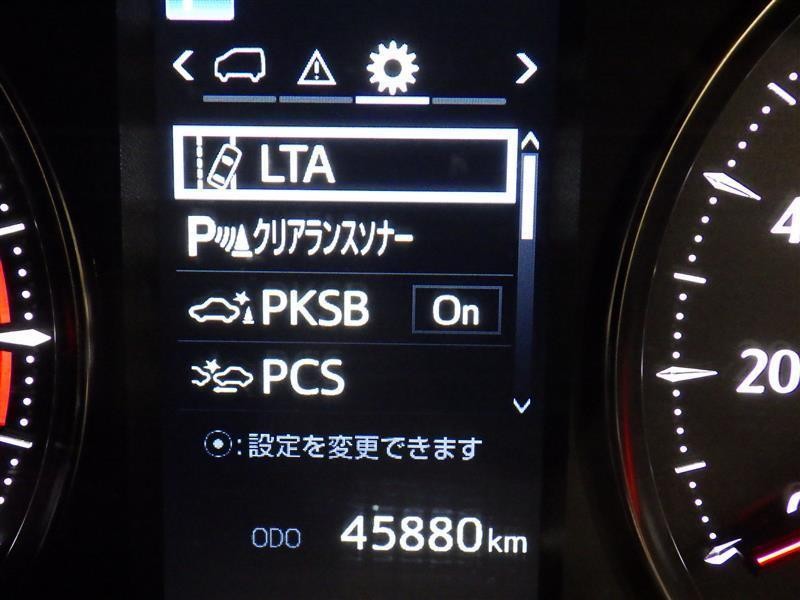 LTA
Pクリアランスソナー
PKSB On
PCS
⦿:設定を変更できます
ODO 45880km
20